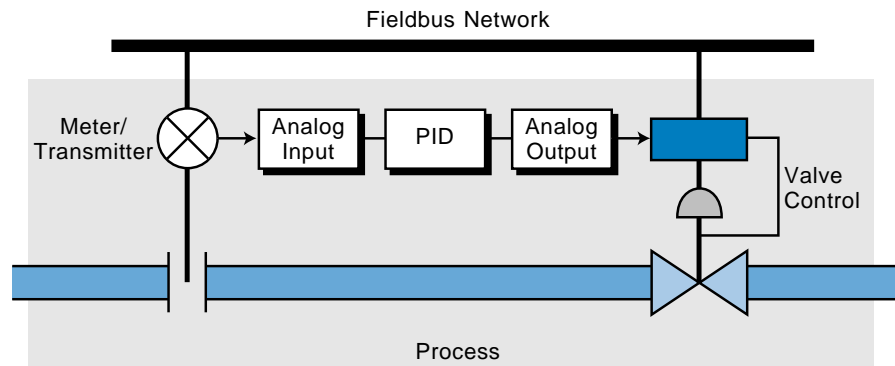 Fieldbus Network
Meter/
Transmitter
Analog
Input
PID
Analog
Output
Valve
Control
Process